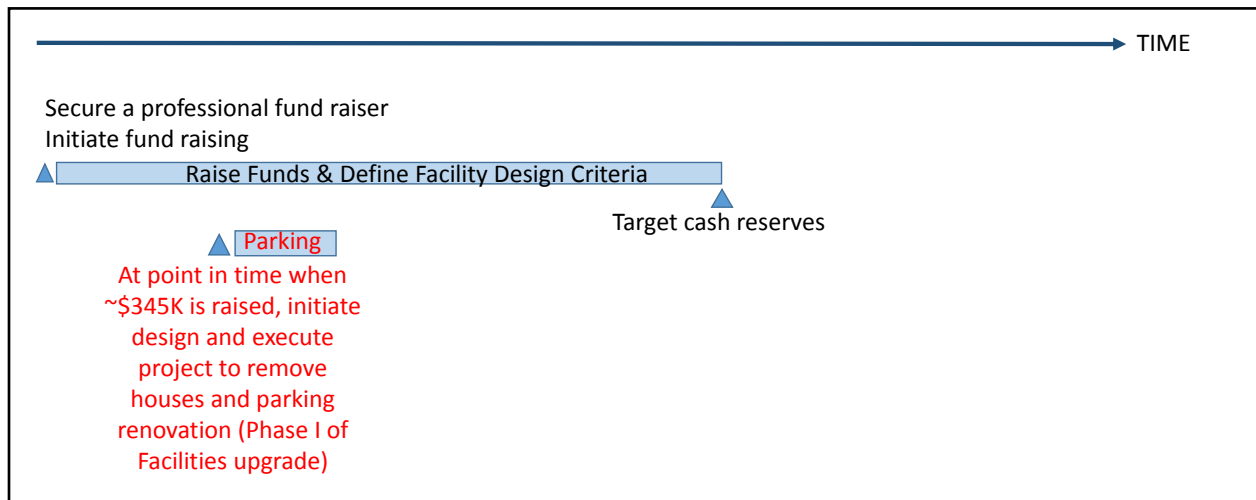 TIME
Secure a professional fund raiser
Initiate fund raising
Raise Funds & Define Facility Design Criteria
Target cash reserves
Parking
At point in time when
~$345K is raised, initiate
design and execute
project to remove
houses and parking
renovation (Phase I of
Facilities upgrade)